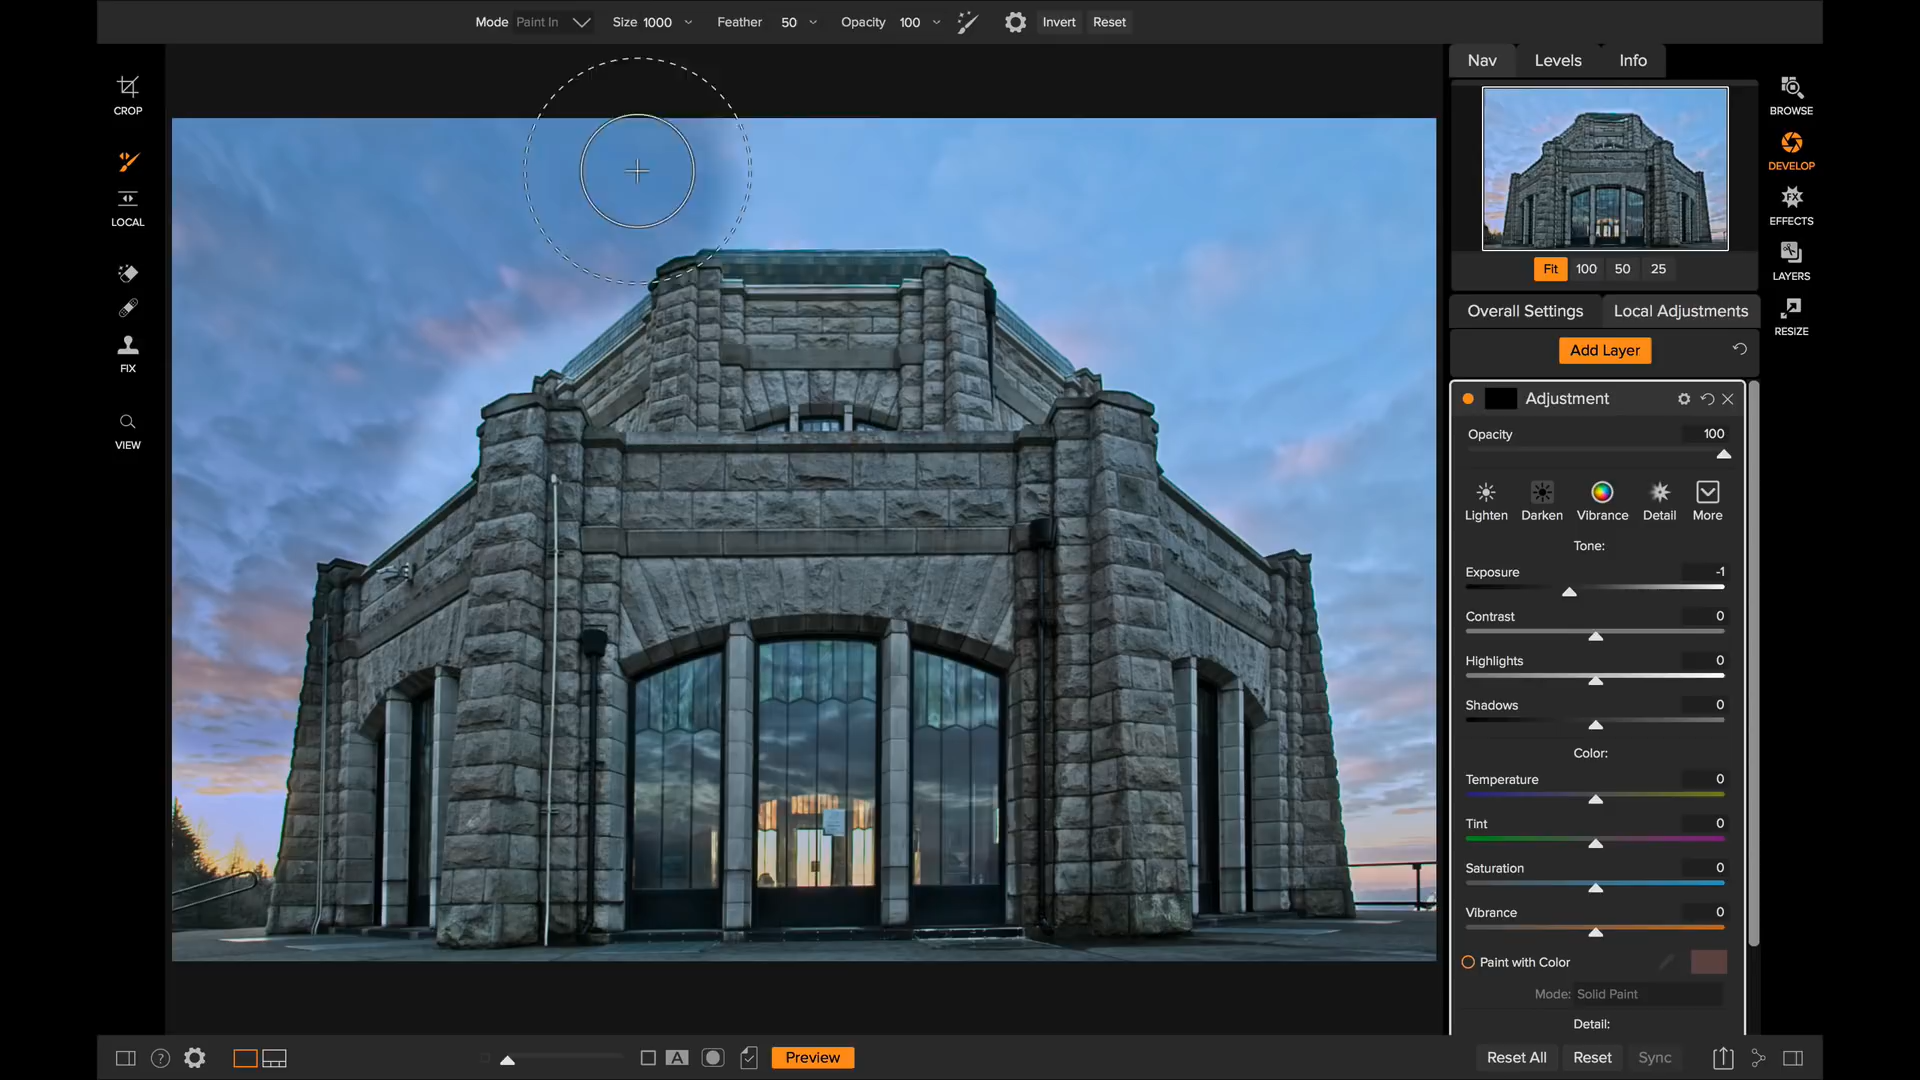 Mode Paint In Size 1000 Feather 50 Opacity 100 Invert Reset
CROP
LOCAL
FIX
VIEW
Nav Levels Info
Fit 100 50 25
BROWSE
DEVELOP
FX
EFFECTS
LAYERS
RESIZE
Overall Settings Local Adjustments
Add Layer
Adjustment
Opacity 100
Lighten Darken Vibrance Detail More
Tone:
Exposure -1
Contrast 0
Highlights 0
Shadows 0
Color:
Temperature 0
Tint 0
Saturation 0
Vibrance 0
Paint with Color
Mode: Solid Paint
Detail:
? A Preview
Reset All Reset Sync